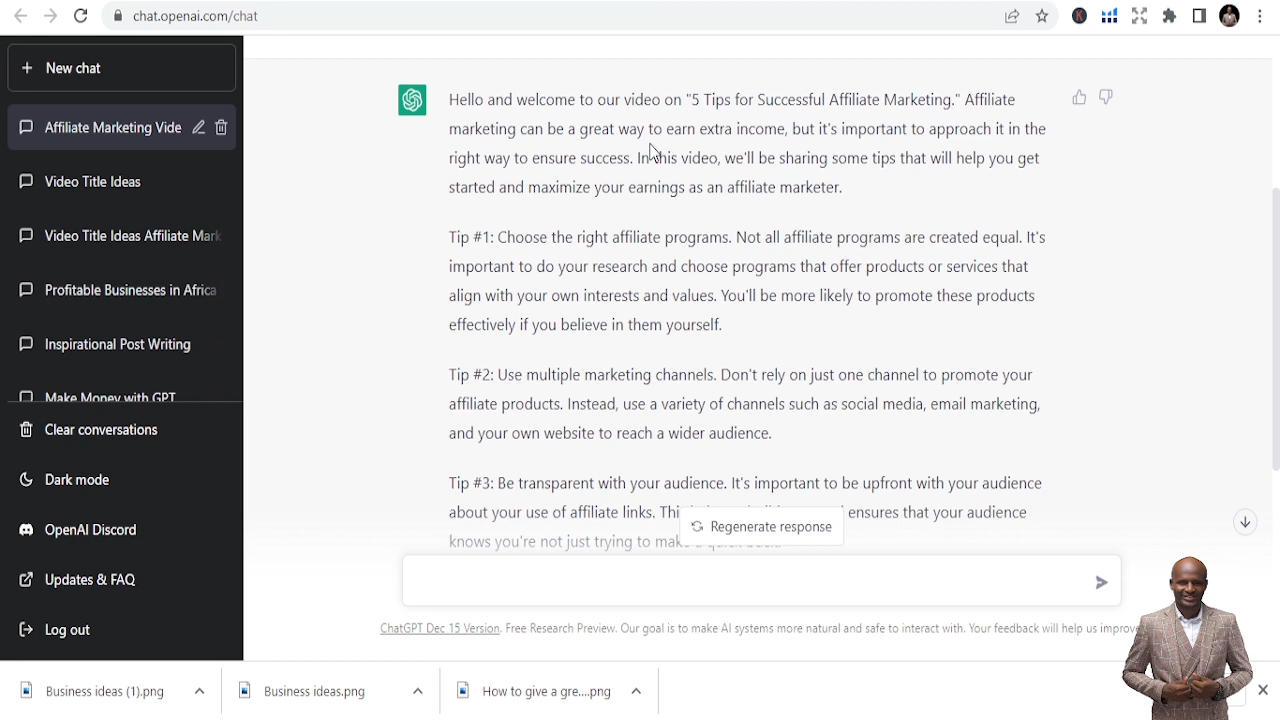 chat.openai.com/chat
New chat
Affiliate Marketing Vide
Video Title Ideas
Video Title Ideas Affiliate Mark
Profitable Businesses in Africa
Inspirational Post Writing
Make Money with GPT
Clear conversations
Dark mode
OpenAI Discord
Updates & FAQ
Log out
Hello and welcome to our video on "5 Tips for Successful Affiliate Marketing." Affiliate
marketing can be a great way to earn extra income, but it's important to approach it in the
right way to ensure success. In this video, we'll be sharing some tips that will help you get
started and maximize your earnings as an affiliate marketer.
Tip #1: Choose the right affiliate programs. Not all affiliate programs are created equal. It's
important to do your research and choose programs that offer products or services that
align with your own interests and values. You'll be more likely to promote these products
effectively if you believe in them yourself.
Tip #2: Use multiple marketing channels. Don't rely on just one channel to promote your
affiliate products. Instead, use a variety of channels such as social media, email marketing,
and your own website to reach a wider audience.
Tip #3: Be transparent with your audience. It's important to be upfront with your audience
about your use of affiliate links. ensures that your audience
knows you're not just trying to make a quick buck.
Regenerate response
ChatGPT Dec 15 Version. Free Research Preview. Our goal is to make AI systems more natural and safe to interact with. Your feedback will help us improve
Business ideas (1).png
Business ideas.png
How to give a gre....png